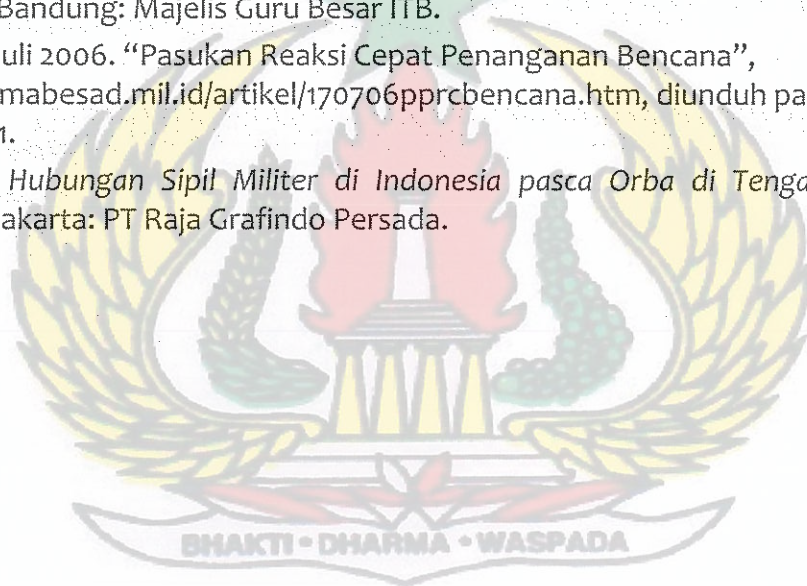 Bandung: Majelis Guru Besar ITB.
uli 2006. “Pasukan Reaksi Cepat Penanganan Bencana”,
mabesad.mil.id/artikel/170706pprcbencana.htm, diunduh pa
1.
Hubungan Sipil Militer di Indonesia pasca Orba di Tenga
akarta: PT Raja Grafindo Persada.
BHAKTI • DHARMA • WASPADA